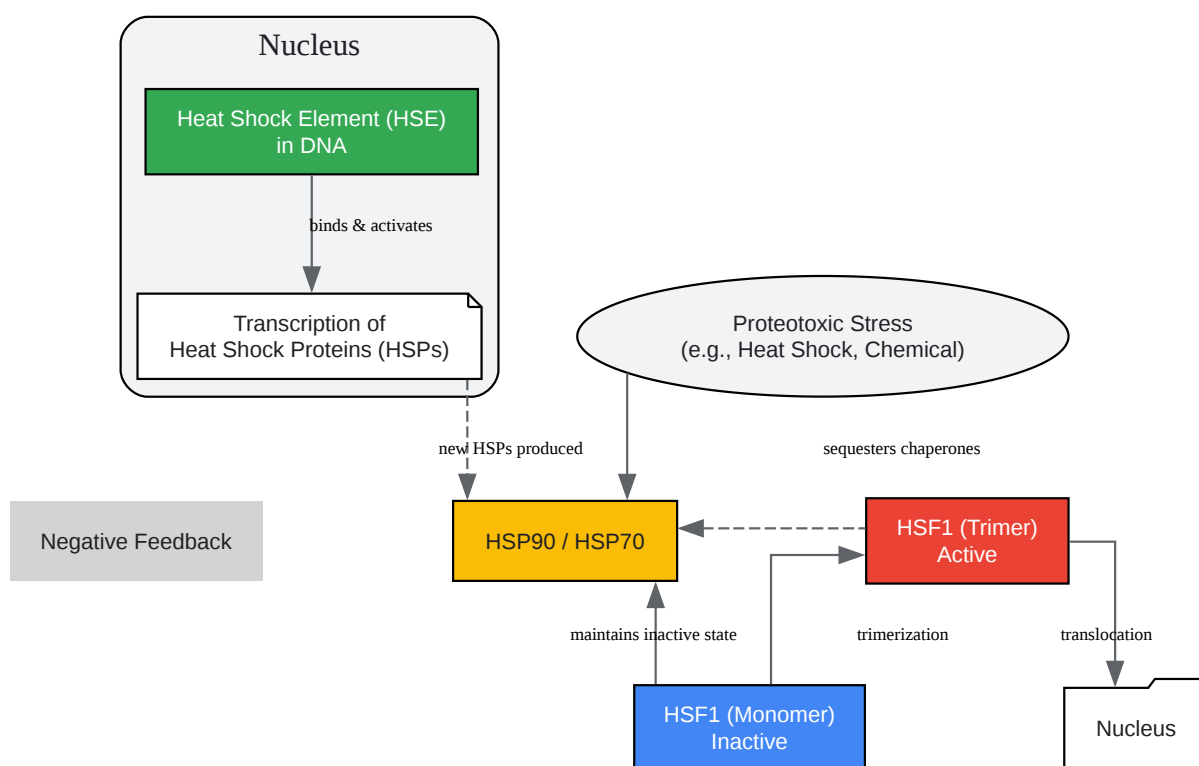 Nucleus
Heat Shock Element (HSE)
in DNA
binds & activates
Transcription of
Heat Shock Proteins (HSPs)
Proteotoxic Stress
(e.g., Heat Shock, Chemical)
new HSPs produced
sequesters chaperones
Negative Feedback
HSP90 / HSP70
HSF1 (Trimer)
Active
maintains inactive state
trimerization
translocation
HSF1 (Monomer)
Inactive
Nucleus